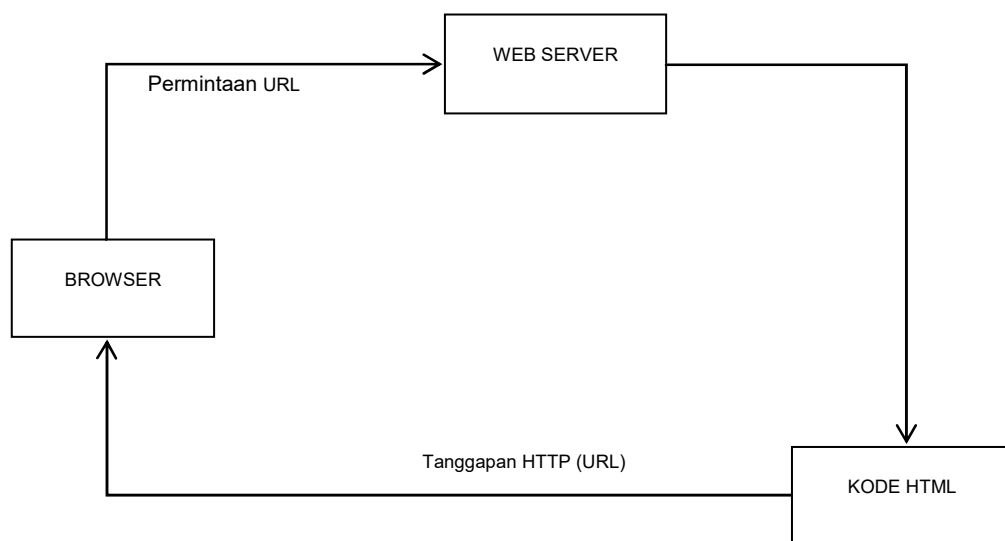 WEB SERVER
Permintaan URL
BROWSER
Tanggapan HTTP (URL)
KODE HTML